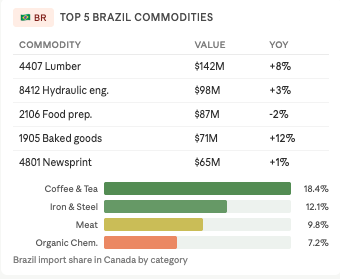 🇧🇷 BR TOP 5 BRAZIL COMMODITIES
COMMODITY VALUE YOY
4407 Lumber $142M +8%
8412 Hydraulic eng. $98M +3%
2106 Food prep. $87M -2%
1905 Baked goods $71M +12%
4801 Newsprint $65M +1%
Coffee & Tea 18.4%
Iron & Steel 12.1%
Meat 9.8%
Organic Chem. 7.2%
Brazil import share in Canada by category